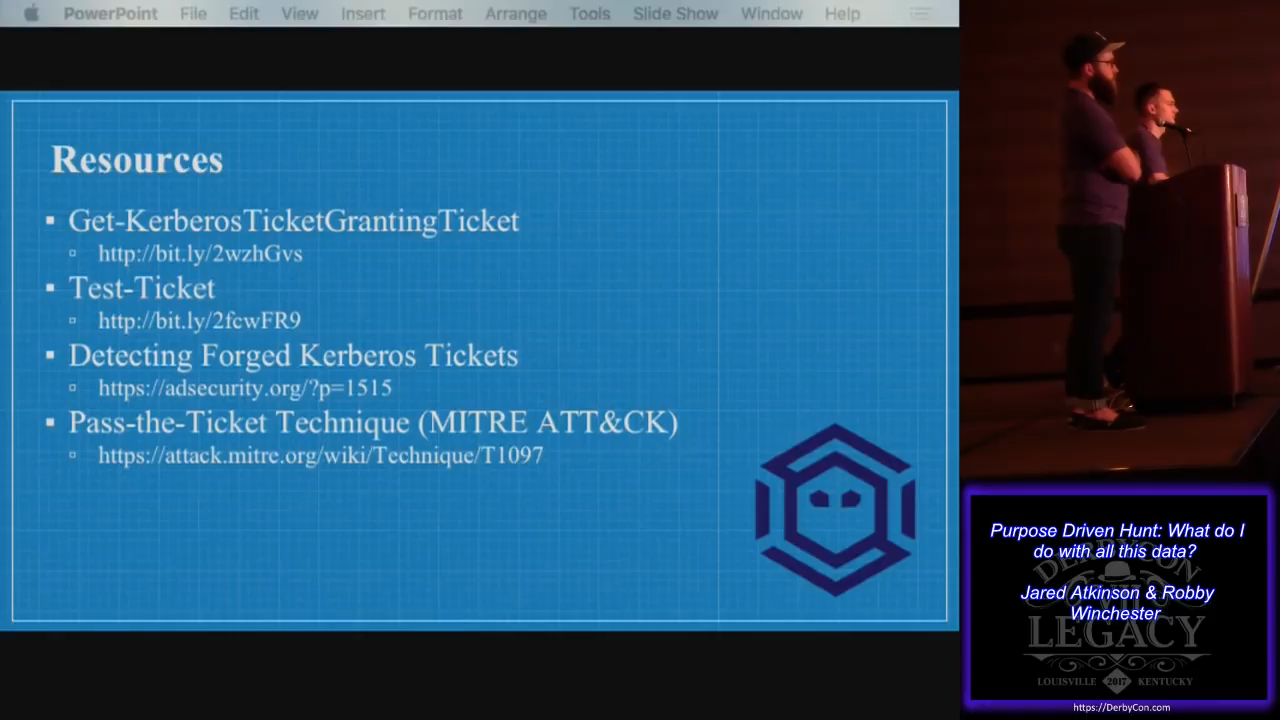 PowerPoint File Edit View Insert Format Arrange Tools Slide Show Window Help
Resources
▪ Get-KerberosTicketGrantingTicket
▫ http://bit.ly/2wzhGvs
▪ Test-Ticket
▫ http://bit.ly/2fcwFR9
▪ Detecting Forged Kerberos Tickets
▫ https://adsecurity.org/?p=1515
▪ Pass-the-Ticket Technique (MITRE ATT&CK)
▫ https://attack.mitre.org/wiki/Technique/T1097
Purpose Driven Hunt: What do I
do with all this data?
Jared Atkinson & Robby
Winchester
DERBYCON
VII
LEGACY
LOUISVILLE 2017 KENTUCKY
https://DerbyCon.com